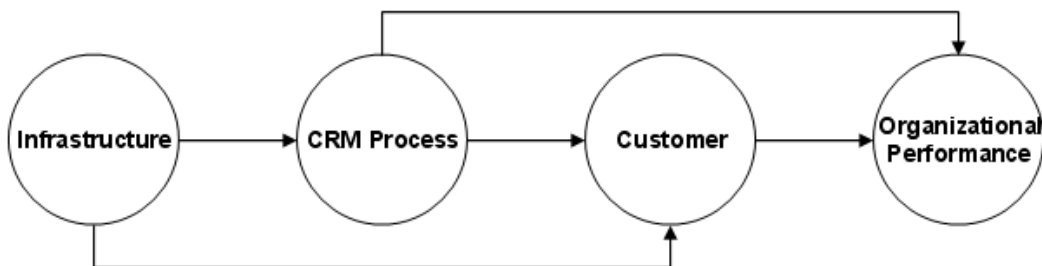 Infrastructure
CRM Process
Customer
Organizational
Performance